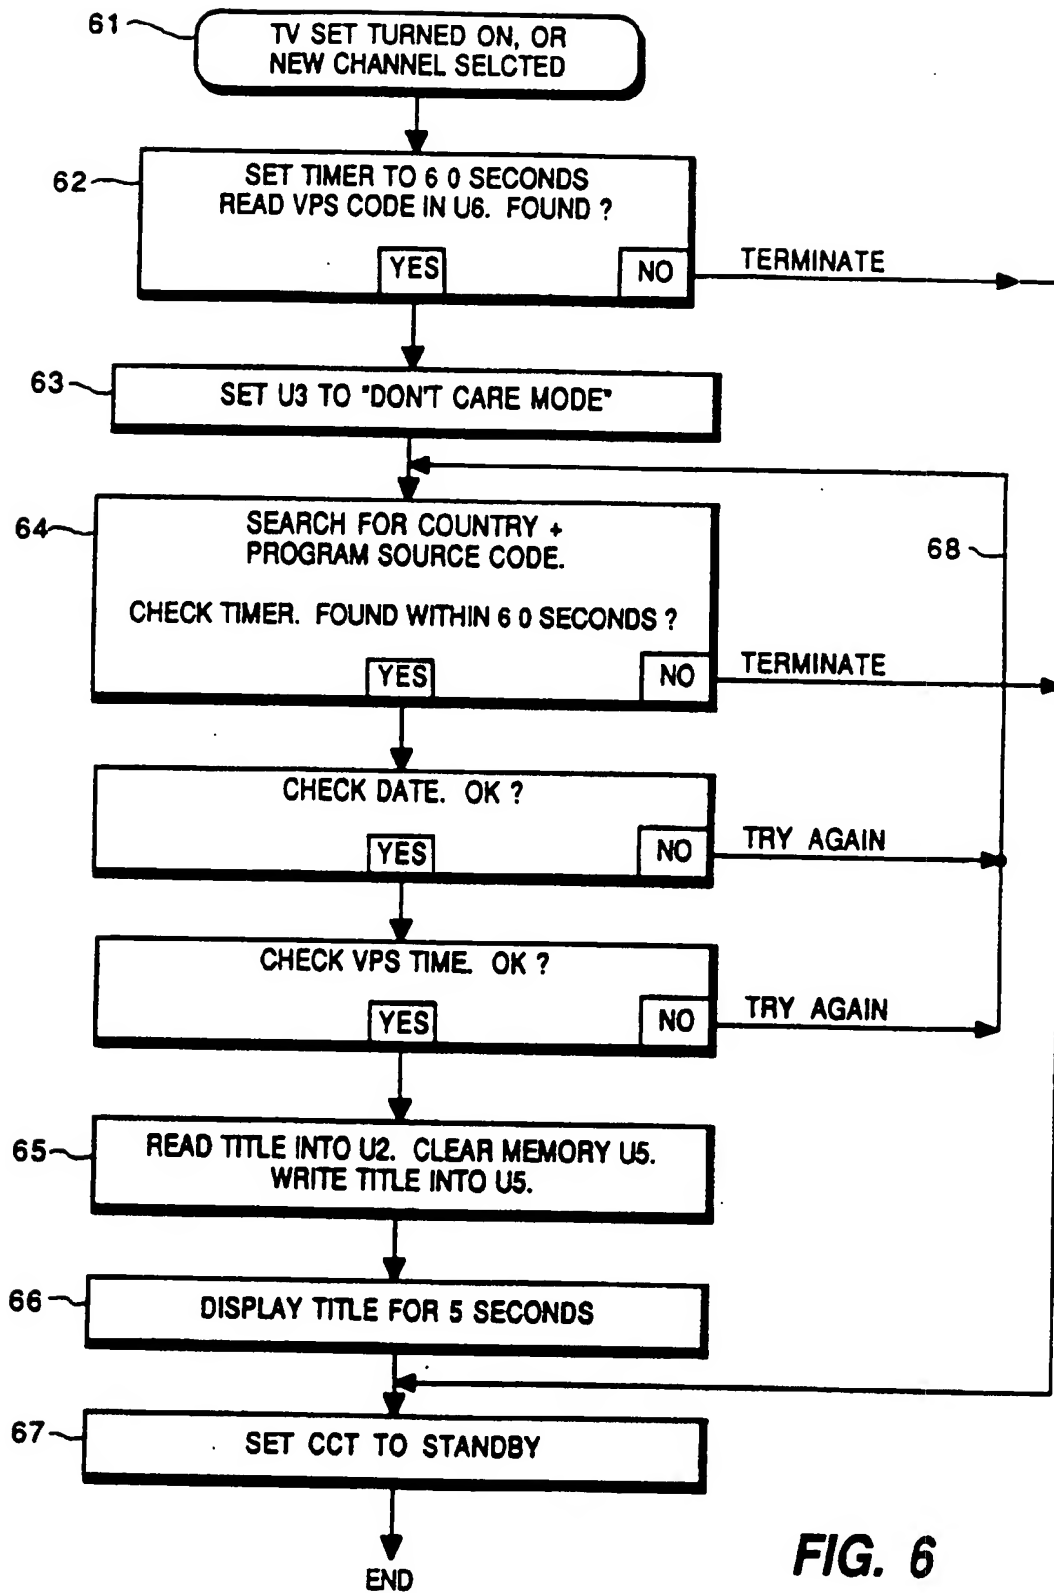 61
TV SET TURNED ON, OR
NEW CHANNEL SELCTED
62
SET TIMER TO 6 0 SECONDS
READ VPS CODE IN U6. FOUND ?
YES
NO
TERMINATE
63
SET U3 TO "DON'T CARE MODE"
64
SEARCH FOR COUNTRY +
PROGRAM SOURCE CODE.
68
CHECK TIMER. FOUND WITHIN 6 0 SECONDS ?
YES
NO
TERMINATE
CHECK DATE. OK ?
YES
NO
TRY AGAIN
CHECK VPS TIME. OK ?
YES
NO
TRY AGAIN
65
READ TITLE INTO U2. CLEAR MEMORY U5.
WRITE TITLE INTO U5.
66
DISPLAY TITLE FOR 5 SECONDS
67
SET CCT TO STANDBY
END
FIG. 6